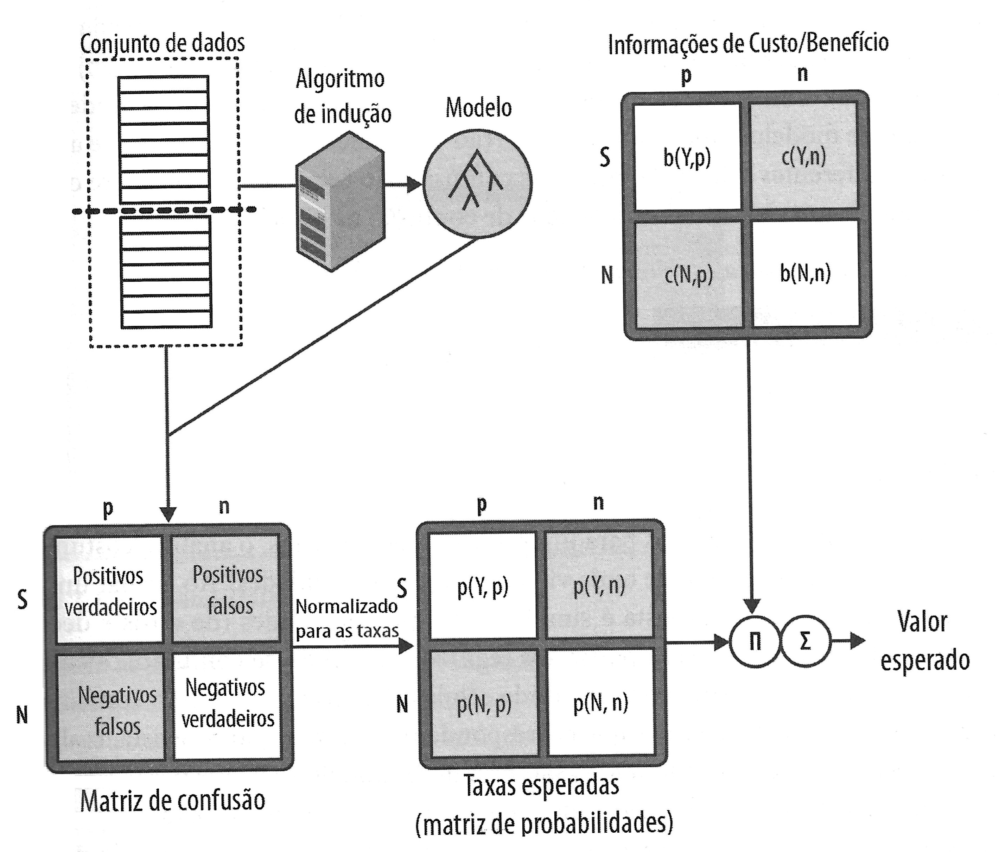 Conjunto de dados
Algoritmo
de indução
Modelo
Informações de Custo/Benefício
p n
S
b(Y,p) c(Y,n)
N
c(N,p) b(N,n)
p n
S
Positivos
verdadeiros
Positivos
falsos
N
Negativos
falsos
Negativos
verdadeiros
Matriz de confusão
Normalizado
para as taxas
p n
S
p(Y, p) p(Y, n)
N
p(N, p) p(N, n)
Taxas esperadas
(matriz de probabilidades)
Π Σ
Valor
esperado